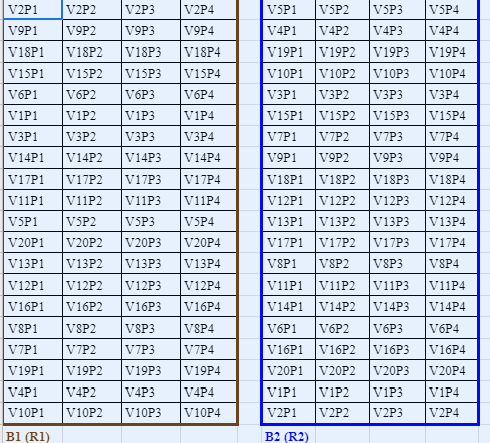 V2P1 V2P2 V2P3 V2P4 V5P1 V5P2 V5P3 V5P4
V9P1 V9P2 V9P3 V9P4 V4P1 V4P2 V4P3 V4P4
V18P1 V18P2 V18P3 V18P4 V19P1 V19P2 V19P3 V19P4
V15P1 V15P2 V15P3 V15P4 V10P1 V10P2 V10P3 V10P4
V6P1 V6P2 V6P3 V6P4 V3P1 V3P2 V3P3 V3P4
V1P1 V1P2 V1P3 V1P4 V15P1 V15P2 V15P3 V15P4
V3P1 V3P2 V3P3 V3P4 V7P1 V7P2 V7P3 V7P4
V14P1 V14P2 V14P3 V14P4 V9P1 V9P2 V9P3 V9P4
V17P1 V17P2 V17P3 V17P4 V18P1 V18P2 V18P3 V18P4
V11P1 V11P2 V11P3 V11P4 V12P1 V12P2 V12P3 V12P4
V5P1 V5P2 V5P3 V5P4 V13P1 V13P2 V13P3 V13P4
V20P1 V20P2 V20P3 V20P4 V17P1 V17P2 V17P3 V17P4
V13P1 V13P2 V13P3 V13P4 V8P1 V8P2 V8P3 V8P4
V12P1 V12P2 V12P3 V12P4 V11P1 V11P2 V11P3 V11P4
V16P1 V16P2 V16P3 V16P4 V14P1 V14P2 V14P3 V14P4
V8P1 V8P2 V8P3 V8P4 V6P1 V6P2 V6P3 V6P4
V7P1 V7P2 V7P3 V7P4 V16P1 V16P2 V16P3 V16P4
V19P1 V19P2 V19P3 V19P4 V20P1 V20P2 V20P3 V20P4
V4P1 V4P2 V4P3 V4P4 V1P1 V1P2 V1P3 V1P4
V10P1 V10P2 V10P3 V10P4 V2P1 V2P2 V2P3 V2P4
B1 (R1) B2 (R2)